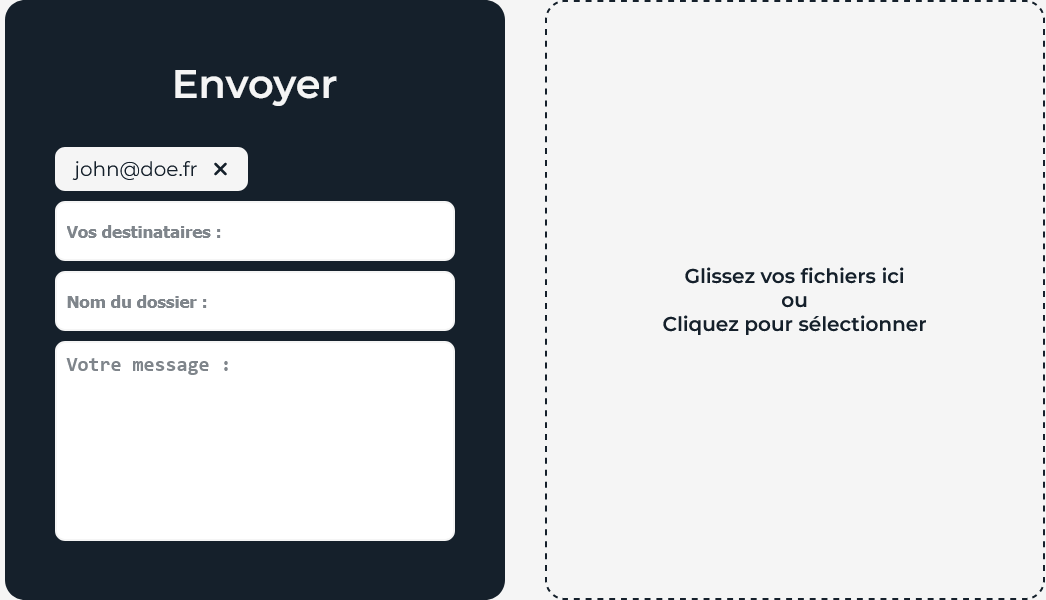 Envoyer
john@doe.fr
Vos destinataires :
Nom du dossier :
Votre message :
Glissez vos fichiers ici
ou
Cliquez pour sélectionner